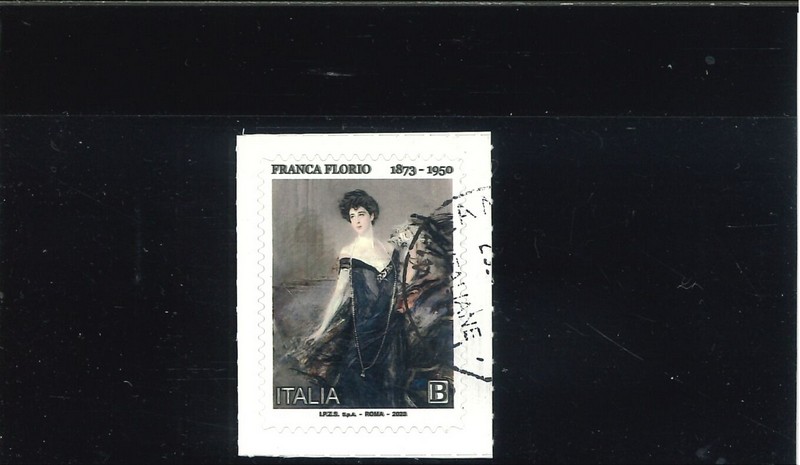 FRANCA FLORIO 1873 - 1950
ITALIA B
I.P.Z.S. S.p.A. - ROMA - 2023